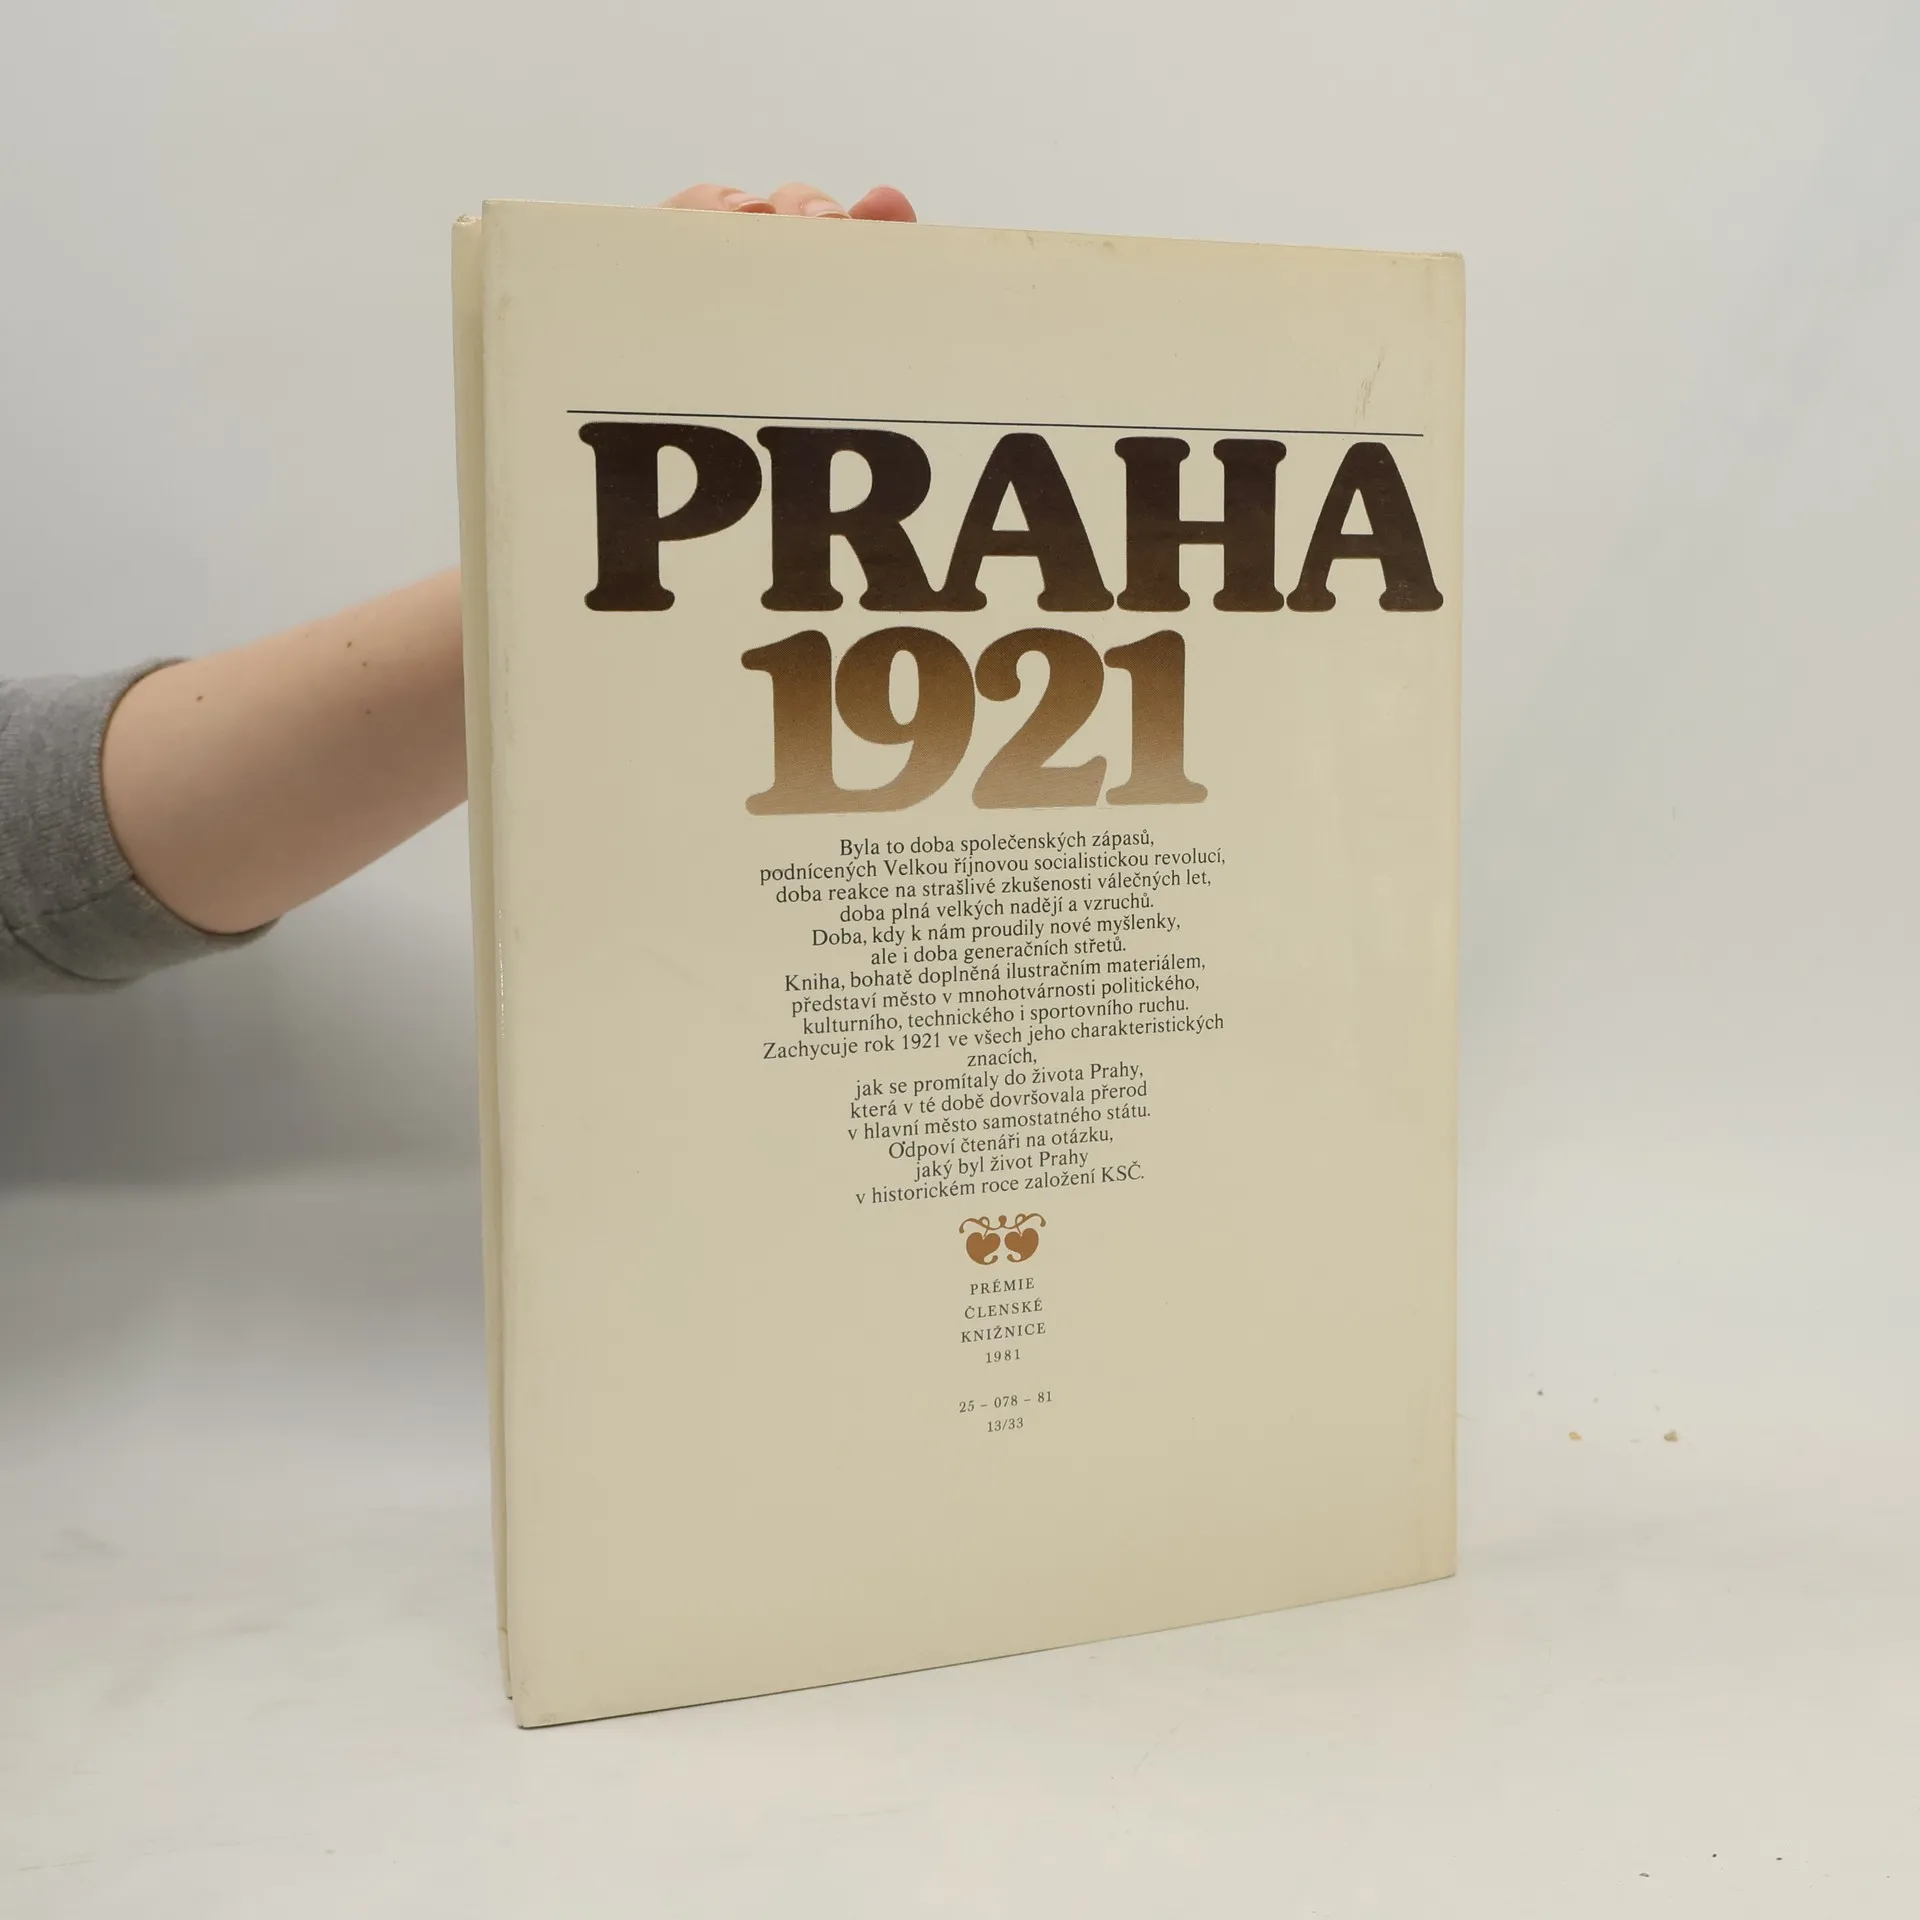 PRAHA
1921
Byla to doba společenských zápasů,
podnícených Velkou říjnovou socialistickou revolucí,
doba reakce na strašlivé zkušenosti válečných let,
doba plná velkých nadějí a vzruchů.
Doba, kdy k nám proudily nové myšlenky,
ale i doba generačních střetů.
Kniha, bohatě doplněná ilustračním materiálem,
představí město v mnohotvárnosti politického,
kulturního, technického i sportovního ruchu.
Zachycuje rok 1921 ve všech jeho charakteristických
znacích,
jak se promítaly do života Prahy,
která v té době dovršovala přerod
v hlavní město samostatného státu.
Odpoví čtenáři na otázku,
jaký byl život Prahy
v historickém roce založení KSČ.
PRÉMIE
ČLENSKÉ
KNIŽNICE
1981
25 – 078 – 81
13/33